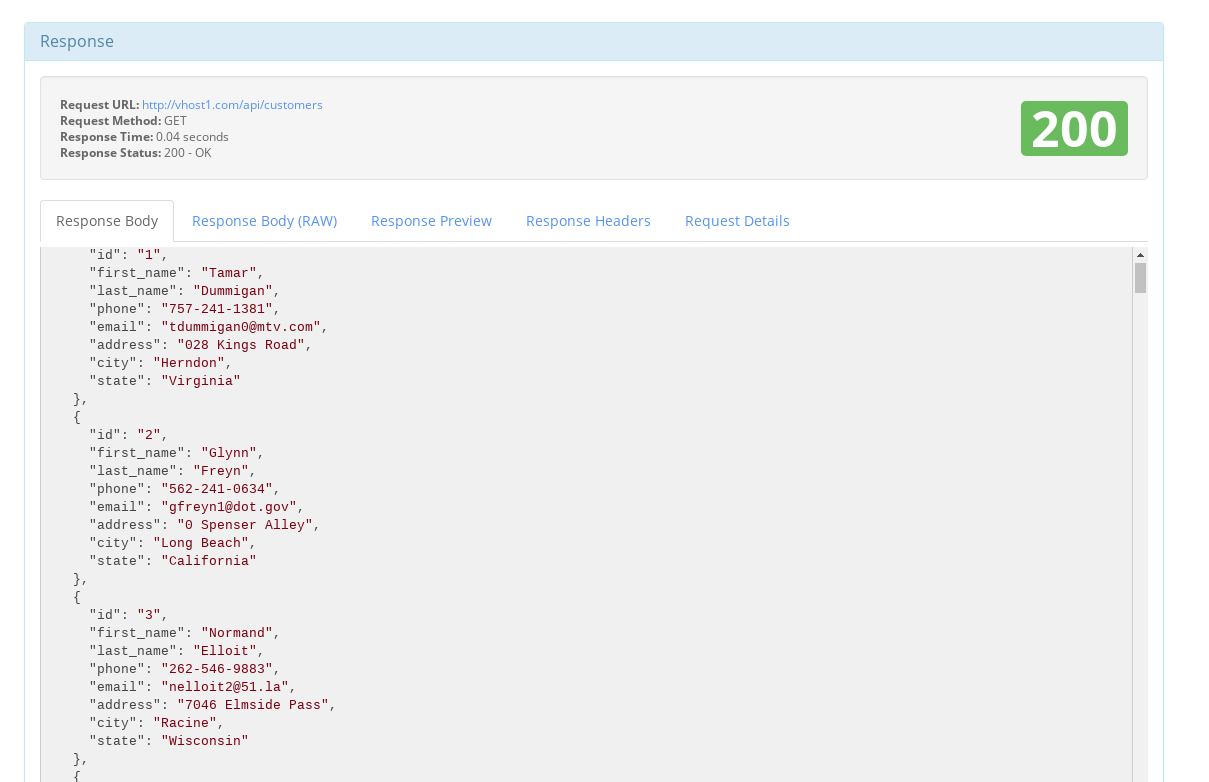 Response
Request URL: http://vhost1.com/api/customers
Request Method: GET
Response Time: 0.04 seconds
Response Status: 200 - OK
200
Response Body Response Body (RAW) Response Preview Response Headers Request Details
"id": "1",
"first_name": "Tamar",
"last_name": "Dummigan",
"phone": "757-241-1381",
"email": "tdummigan0@mtv.com",
"address": "028 Kings Road",
"city": "Herndon",
"state": "Virginia"
},
{
"id": "2",
"first_name": "Glynn",
"last_name": "Freyn",
"phone": "562-241-0634",
"email": "gfreyn1@dot.gov",
"address": "0 Spenser Alley",
"city": "Long Beach",
"state": "California"
},
{
"id": "3",
"first_name": "Normand",
"last_name": "Elloit",
"phone": "262-546-9883",
"email": "nelloit2@51.la",
"address": "7046 Elmside Pass",
"city": "Racine",
"state": "Wisconsin"
},
{